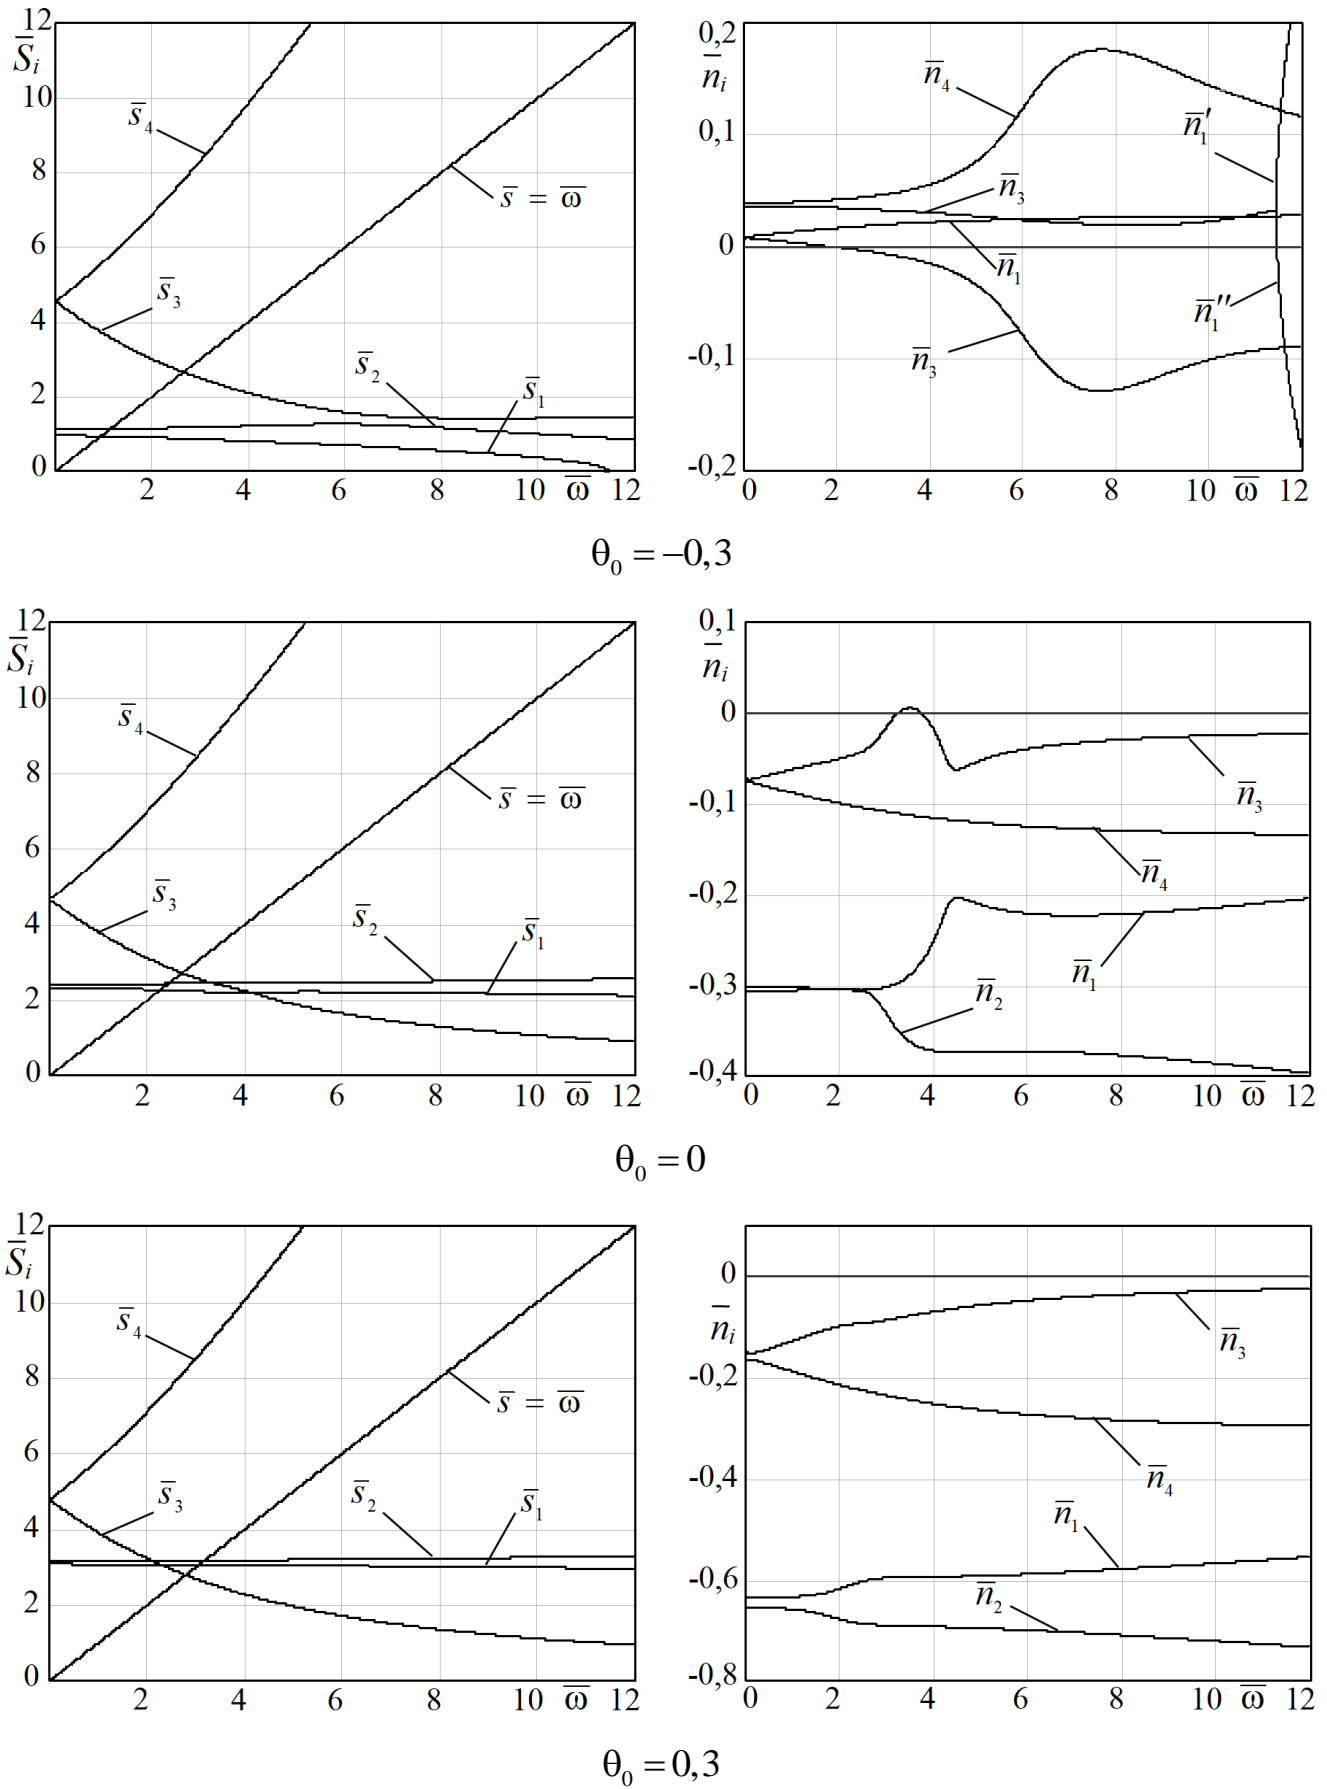 12
S̅ᵢ
10
s̅₄
8
s̅ = ω̅
6
s̅₃
4
s̅₂
s̅₁
2
0
2 4 6 8 10 ω̅ 12
0,2
n̅ᵢ
n̅₄
0,1
n̅₁′
n̅₃
0
n̅₁
n̅₁″
-0,1
n̅₃
-0,2
0 2 4 6 8 10 ω̅ 12
θ₀ = −0,3
12
S̅ᵢ
10
s̅₄
8
s̅ = ω̅
6
s̅₃
4
s̅₂
s̅₁
2
0
2 4 6 8 10 ω̅ 12
0,1
n̅ᵢ
0
n̅₃
-0,1
n̅₄
-0,2
n̅₁
-0,3
n̅₂
-0,4
0 2 4 6 8 10 ω̅ 12
θ₀ = 0
12
S̅ᵢ
10
s̅₄
8
s̅ = ω̅
6
s̅₃
s̅₂
s̅₁
4
2
0
2 4 6 8 10 ω̅ 12
0
n̅ᵢ
n̅₃
-0,2
-0,4
n̅₄
n̅₁
-0,6
n̅₂
-0,8
0 2 4 6 8 10 ω̅ 12
θ₀ = 0,3